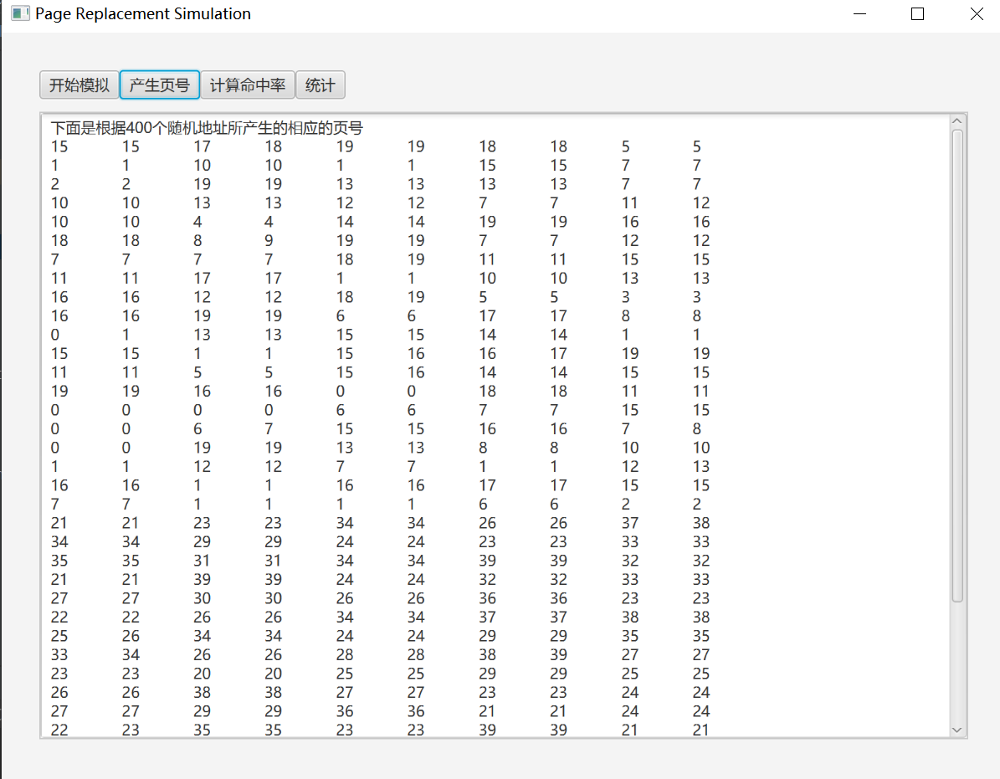 Page Replacement Simulation
开始模拟 产生页号 计算命中率 统计
下面是根据400个随机地址所产生的相应的页号
15 15 17 18 19 19 18 18 5 5
1 1 10 10 1 1 15 15 7 7
2 2 19 19 13 13 13 13 7 7
10 10 13 13 12 12 7 7 11 12
10 10 4 4 14 14 19 19 16 16
18 18 8 9 19 19 7 7 12 12
7 7 7 7 18 19 11 11 15 15
11 11 17 17 1 1 10 10 13 13
16 16 12 12 18 19 5 5 3 3
16 16 19 19 6 6 17 17 8 8
0 1 13 13 15 15 14 14 1 1
15 15 1 1 15 16 16 17 19 19
11 11 5 5 15 16 14 14 15 15
19 19 16 16 0 0 18 18 11 11
0 0 0 0 6 6 7 7 15 15
0 0 6 7 15 15 16 16 7 8
0 0 19 19 13 13 8 8 10 10
1 1 12 12 7 7 1 1 12 13
16 16 1 1 16 16 17 17 15 15
7 7 1 1 1 1 6 6 2 2
21 21 23 23 34 34 26 26 37 38
34 34 29 29 24 24 23 23 33 33
35 35 31 31 34 34 39 39 32 32
21 21 39 39 24 24 32 32 33 33
27 27 30 30 26 26 36 36 23 23
22 22 26 26 34 34 37 37 38 38
25 26 34 34 24 24 29 29 35 35
33 34 26 26 28 28 38 39 27 27
23 23 20 20 25 25 29 29 25 25
26 26 38 38 27 27 23 23 24 24
27 27 29 29 36 36 21 21 24 24
22 23 35 35 23 23 39 39 21 21